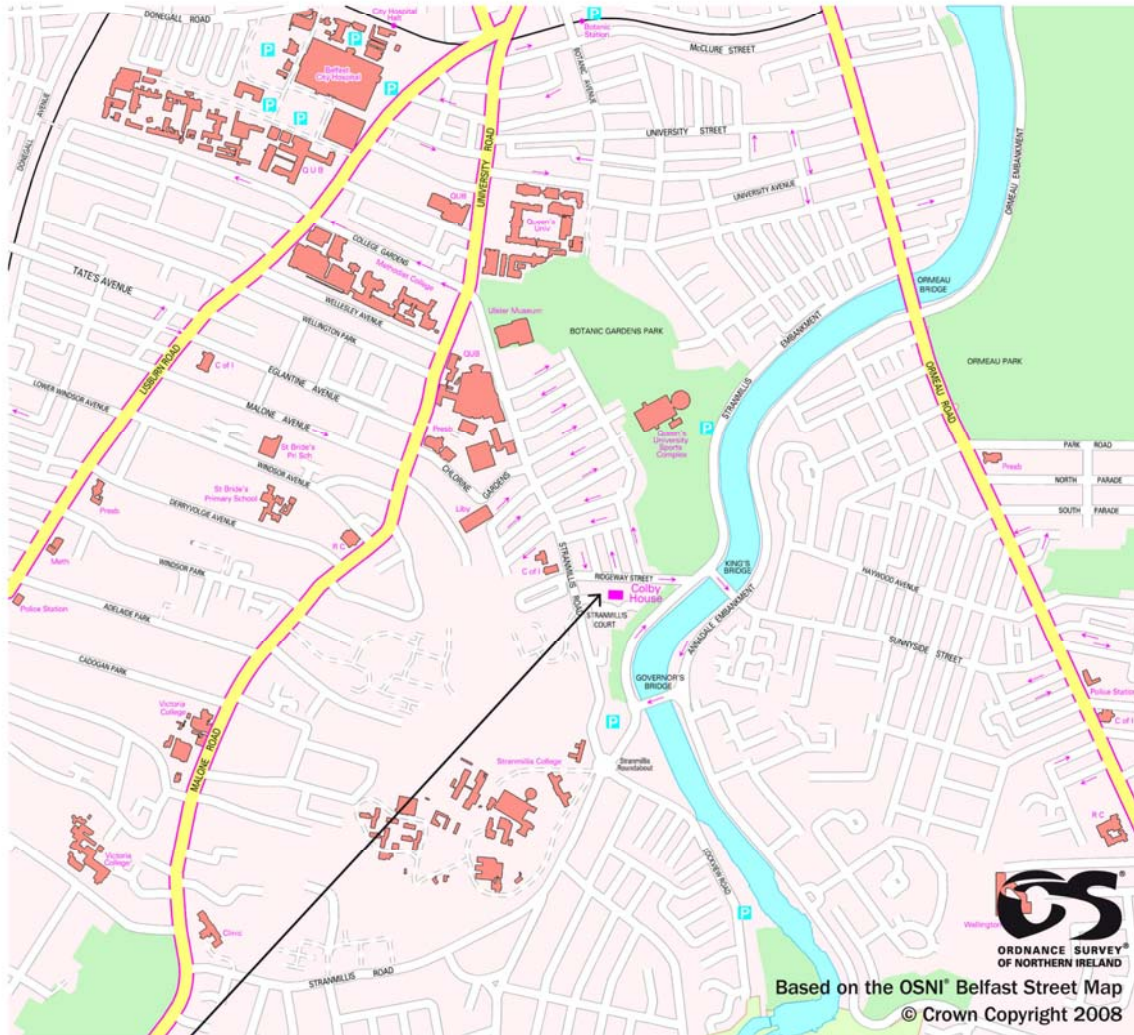 DONEGALL ROAD
City Hospital
Halt
P
P
P
P
P
P
Botanic
Station
McCLURE STREET
BOTANIC AVENUE
Belfast
City Hospital
DONEGALL AVENUE
UNIVERSITY STREET
UNIVERSITY ROAD
QUB
UNIVERSITY AVENUE
ORMEAU EMBANKMENT
QUB
Queen's
Univ
COLLEGE GARDENS
Methodist College
TATE'S AVENUE
WELLESLEY AVENUE
WELLINGTON PARK
Ulster Museum
BOTANIC GARDENS PARK
ORMEAU
BRIDGE
STRANMILLIS
EMBANKMENT
ORMEAU PARK
LISBURN ROAD
C of I
QUB
EGLANTINE AVENUE
LOWER WINDSOR AVENUE
MALONE AVENUE
ORMEAU ROAD
Queen's
University
Sports
Complex
P
St Bride's
Pri Sch
Presb
PARK ROAD
Presb
NORTH PARADE
SOUTH PARADE
WINDSOR AVENUE
CHLORINE GARDENS
St Bride's
Primary School
DERRYVOLGIE AVENUE
Presb
Liby
R C
Meth
WINDSOR PARK
C of I
STRANMILLIS ROAD
RIDGEWAY STREET
KING'S
BRIDGE
HAYWOOD AVENUE
Colby
House
Police Station
ADELAIDE PARK
STRANMILLIS
COURT
ANNADALE EMBANKMENT
SUNNYSIDE STREET
CADOGAN PARK
GOVERNOR'S
BRIDGE
Police Station
C of I
Victoria
College
P
MALONE ROAD
Stranmillis College
Stranmillis
Roundabout
R C
Victoria
College
LOCKVIEW ROAD
P
Clinic
Wellington
OS®
ORDNANCE SURVEY®
OF NORTHERN IRELAND
STRANMILLIS ROAD
Based on the OSNI® Belfast Street Map
© Crown Copyright 2008